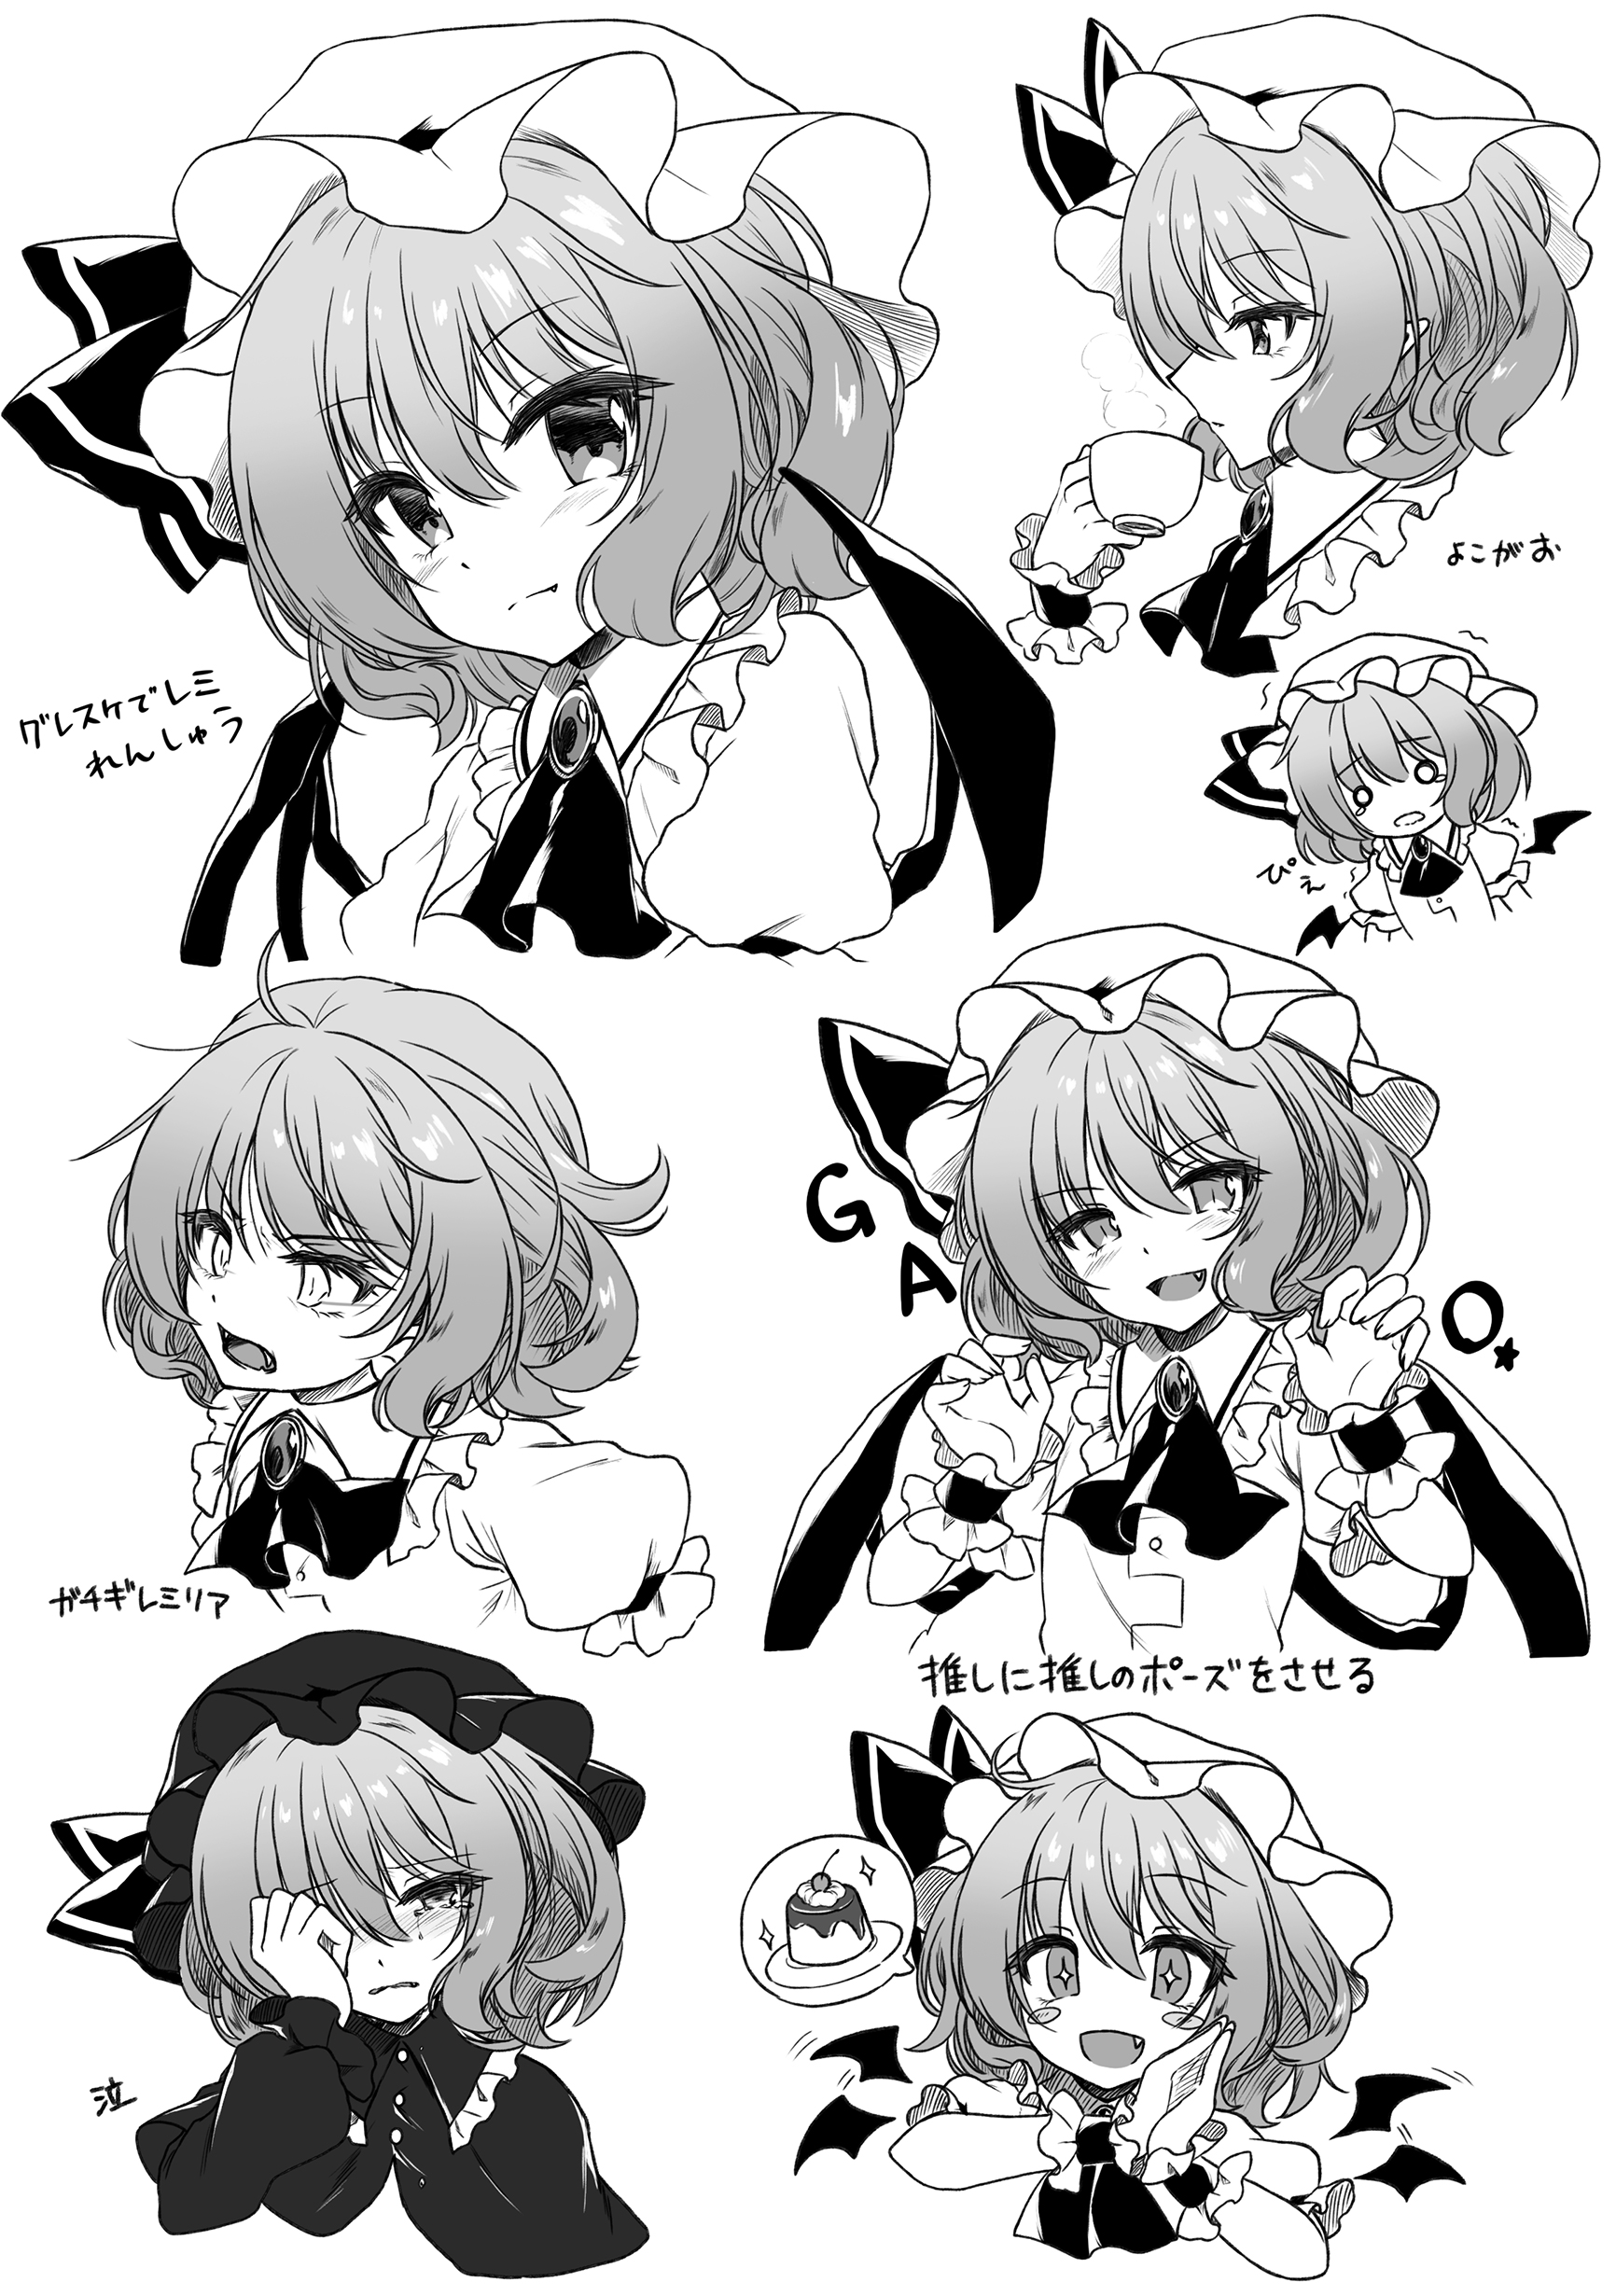 グレスケでレミ
れんしゅう
よこがお
ぴぇ
GAO
ガチギレミリア
推しに推しのポーズをさせる
泣